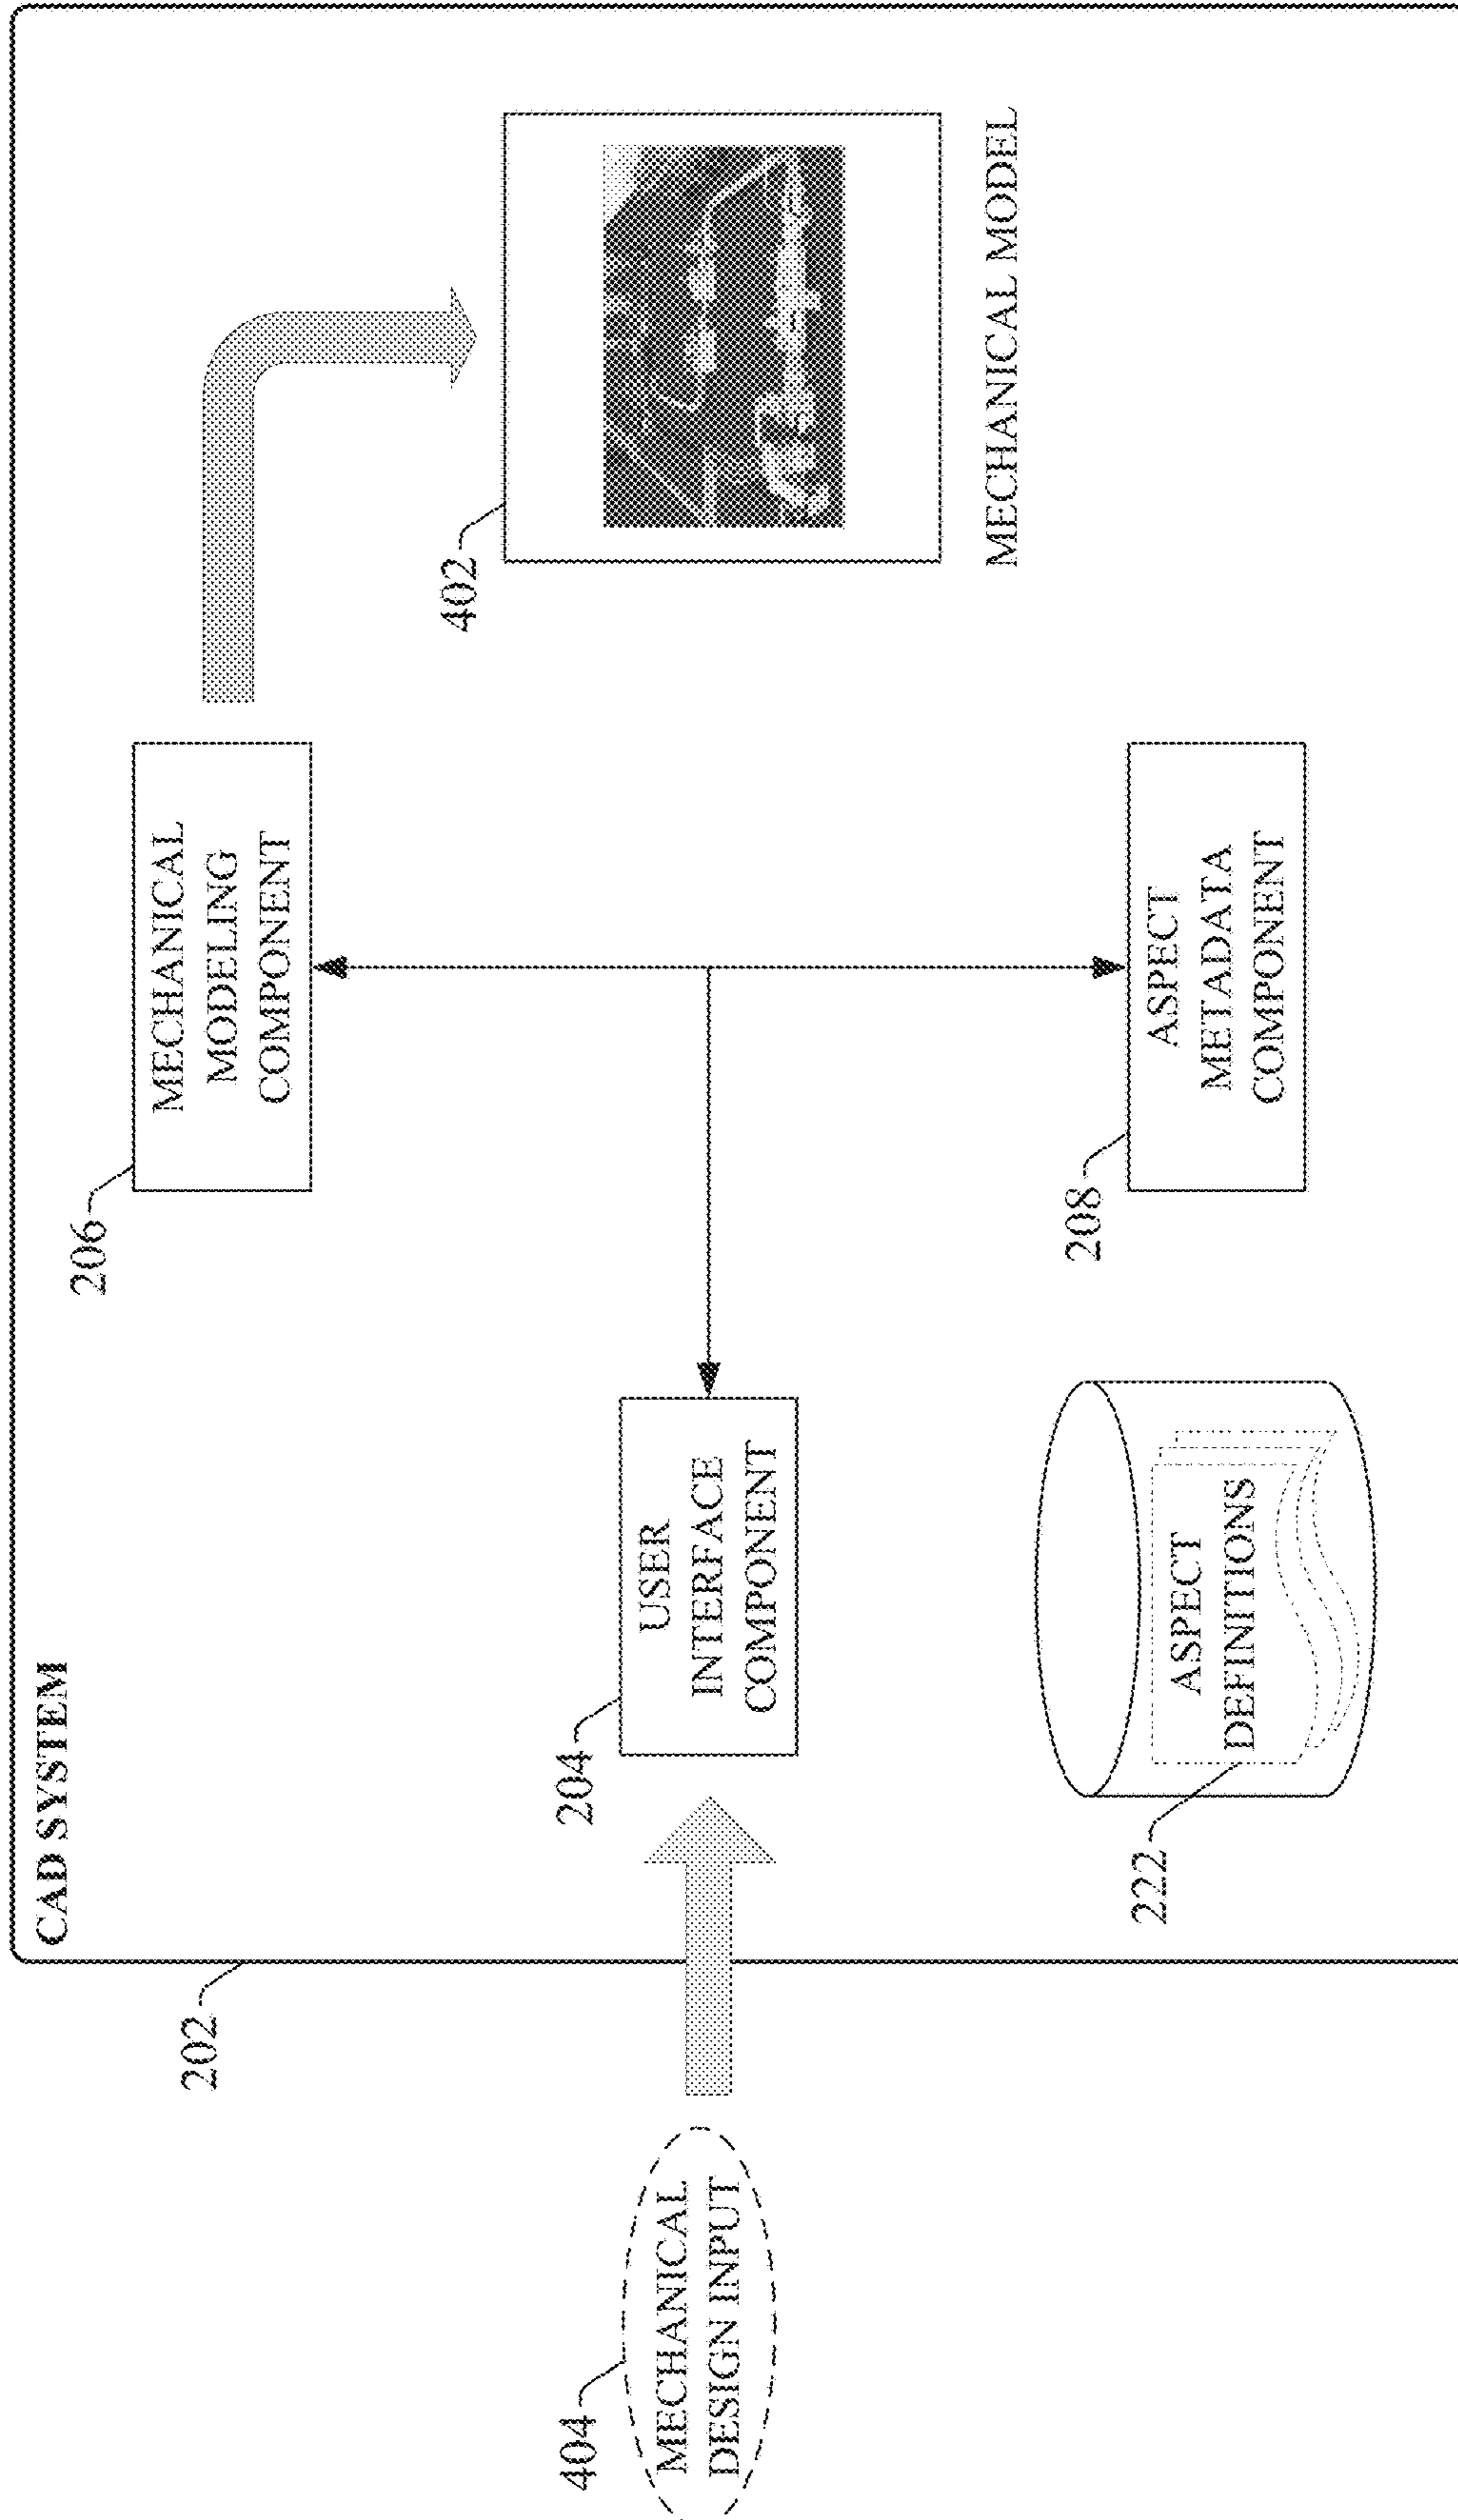 CAD SYSTEM
202
404
MECHANICAL
DESIGN INPUT
204
USER
INTERFACE
COMPONENT
206
MECHANICAL
MODELING
COMPONENT
402
MECHANICAL MODEL
222
ASPECT
DEFINITIONS
208
ASPECT
METADATA
COMPONENT